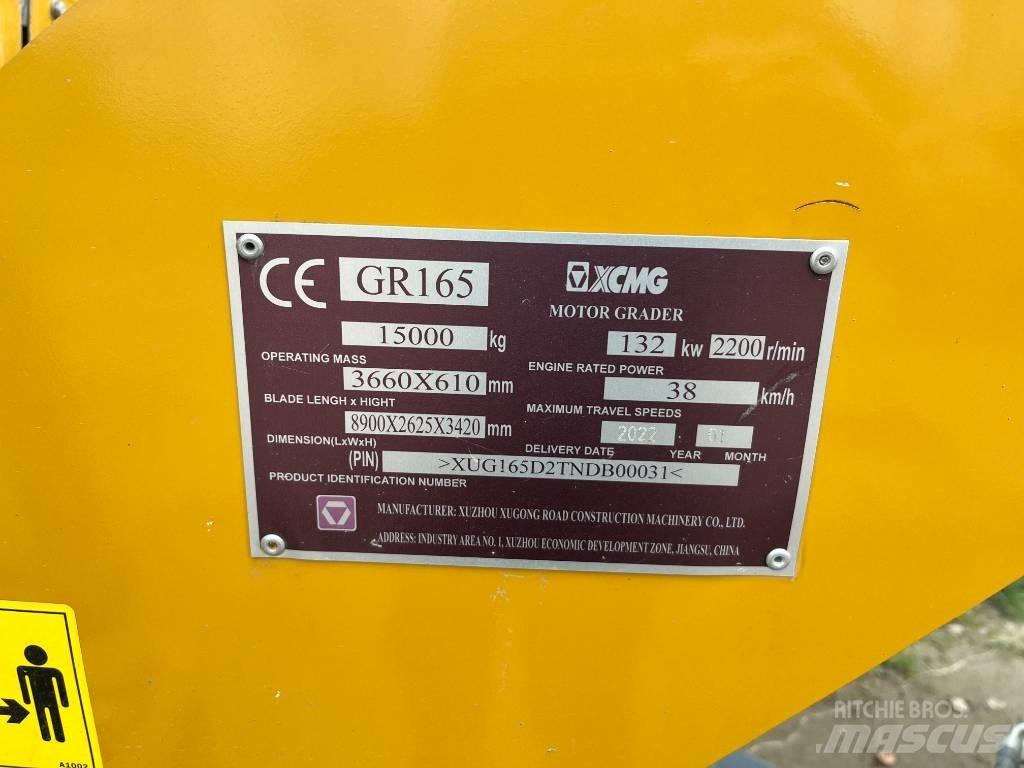 CE GR165 XCMG
MOTOR GRADER
15000 kg
OPERATING MASS
132 kw 2200 r/min
ENGINE RATED POWER
3660X610 mm
BLADE LENGH x HIGHT
38 km/h
MAXIMUM TRAVEL SPEEDS
8900X2625X3420 mm
DIMENSION(LxWxH)
2022 01
DELIVERY DATE YEAR MONTH
(PIN) >XUG165D2TNDB00031<
PRODUCT IDENTIFICATION NUMBER
MANUFACTURER: XUZHOU XUGONG ROAD CONSTRUCTION MACHINERY CO., LTD.
ADDRESS: INDUSTRY AREA NO. 1, XUZHOU ECONOMIC DEVELOPMENT ZONE, JIANGSU, CHINA
A1002
RITCHIE BROS.
MASCUS